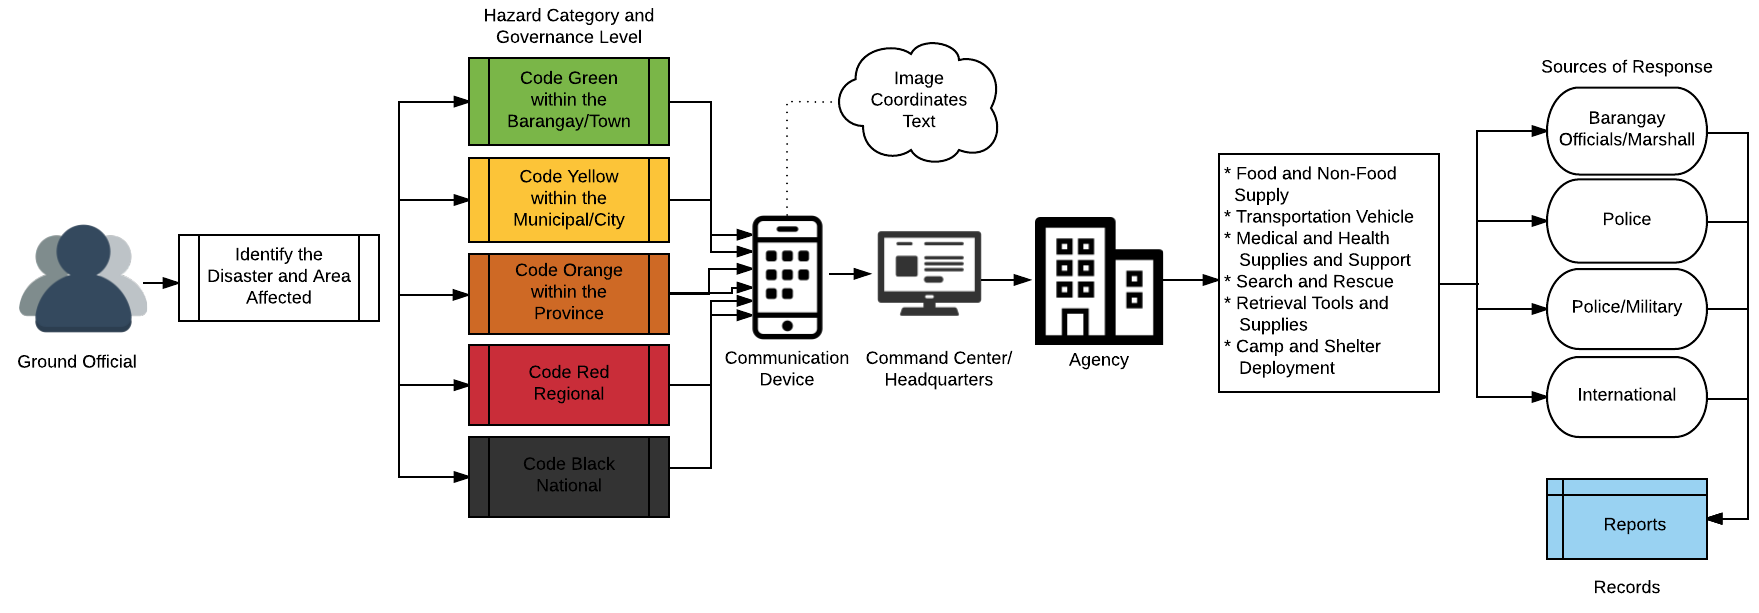 Hazard Category and
Governance Level
Code Green
within the
Barangay/Town
Code Yellow
within the
Municipal/City
Code Orange
within the
Province
Code Red
Regional
Code Black
National
Identify the
Disaster and Area
Affected
Ground Official
Image
Coordinates
Text
Communication
Device
Command Center/
Headquarters
Agency
* Food and Non-Food
Supply
* Transportation Vehicle
* Medical and Health
Supplies and Support
* Search and Rescue
* Retrieval Tools and
Supplies
* Camp and Shelter
Deployment
Sources of Response
Barangay
Officials/Marshall
Police
Police/Military
International
Reports
Records